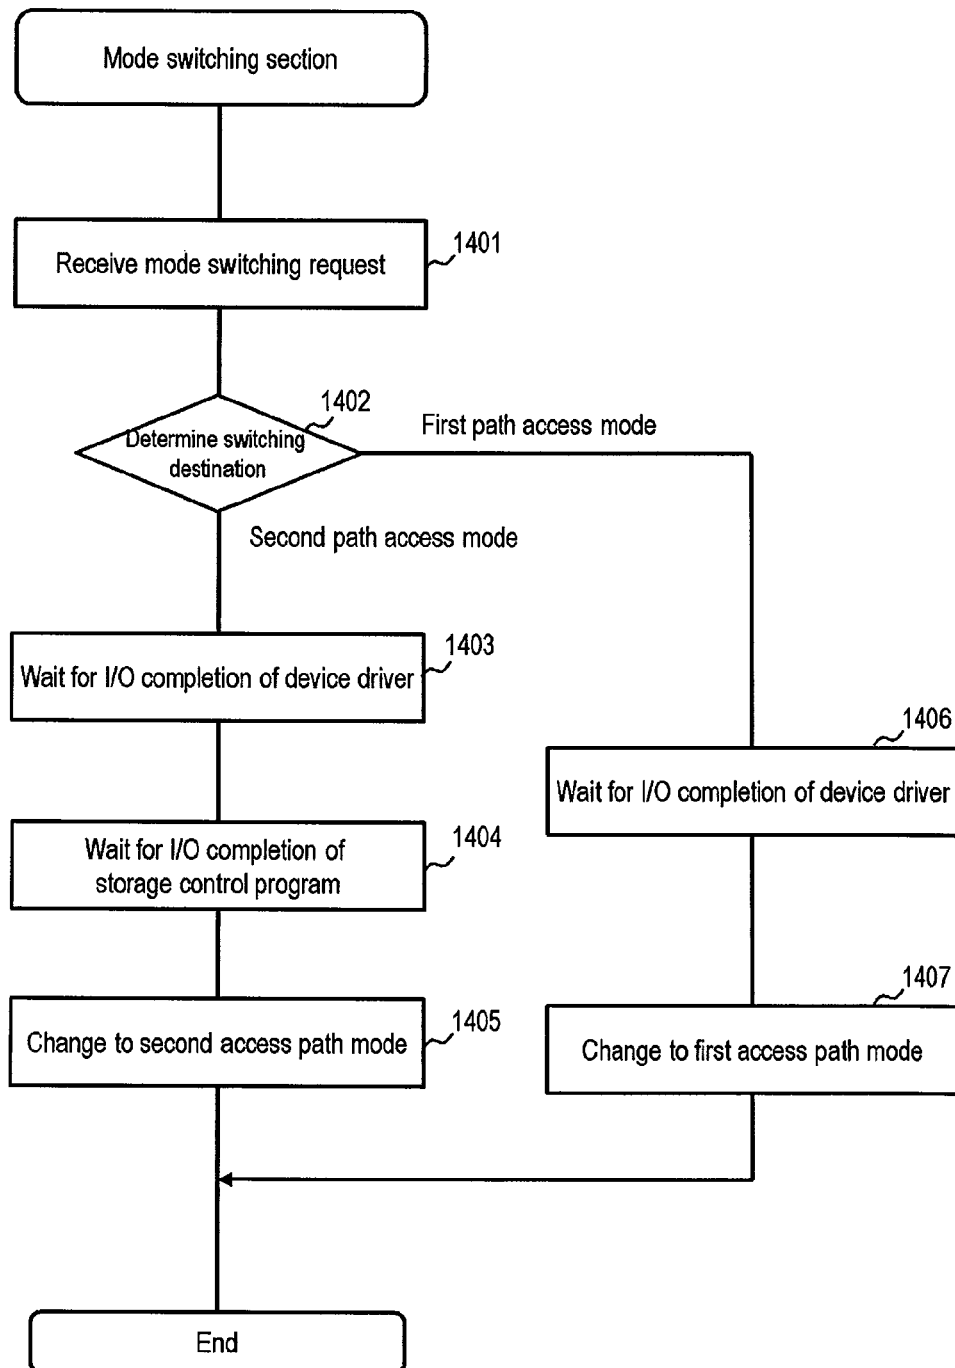 Mode switching section
1401
Receive mode switching request
1402
Determine switching
destination
First path access mode
Second path access mode
1403
Wait for I/O completion of device driver
1406
Wait for I/O completion of device driver
1404
Wait for I/O completion of
storage control program
1405
Change to second access path mode
1407
Change to first access path mode
End